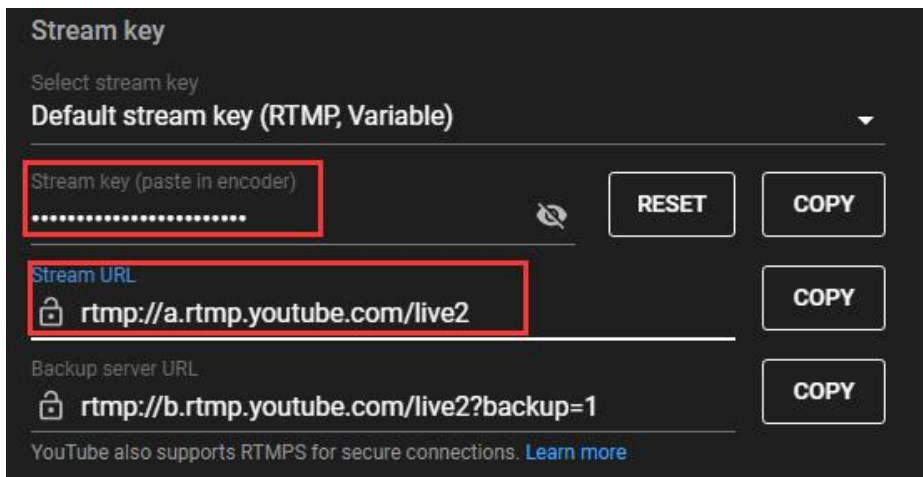 Stream key
Select stream key
Default stream key (RTMP, Variable)
Stream key (paste in encoder)
••••••••••••••••••••••••
RESET
COPY
Stream URL
rtmp://a.rtmp.youtube.com/live2
COPY
Backup server URL
rtmp://b.rtmp.youtube.com/live2?backup=1
COPY
YouTube also supports RTMPS for secure connections. Learn more